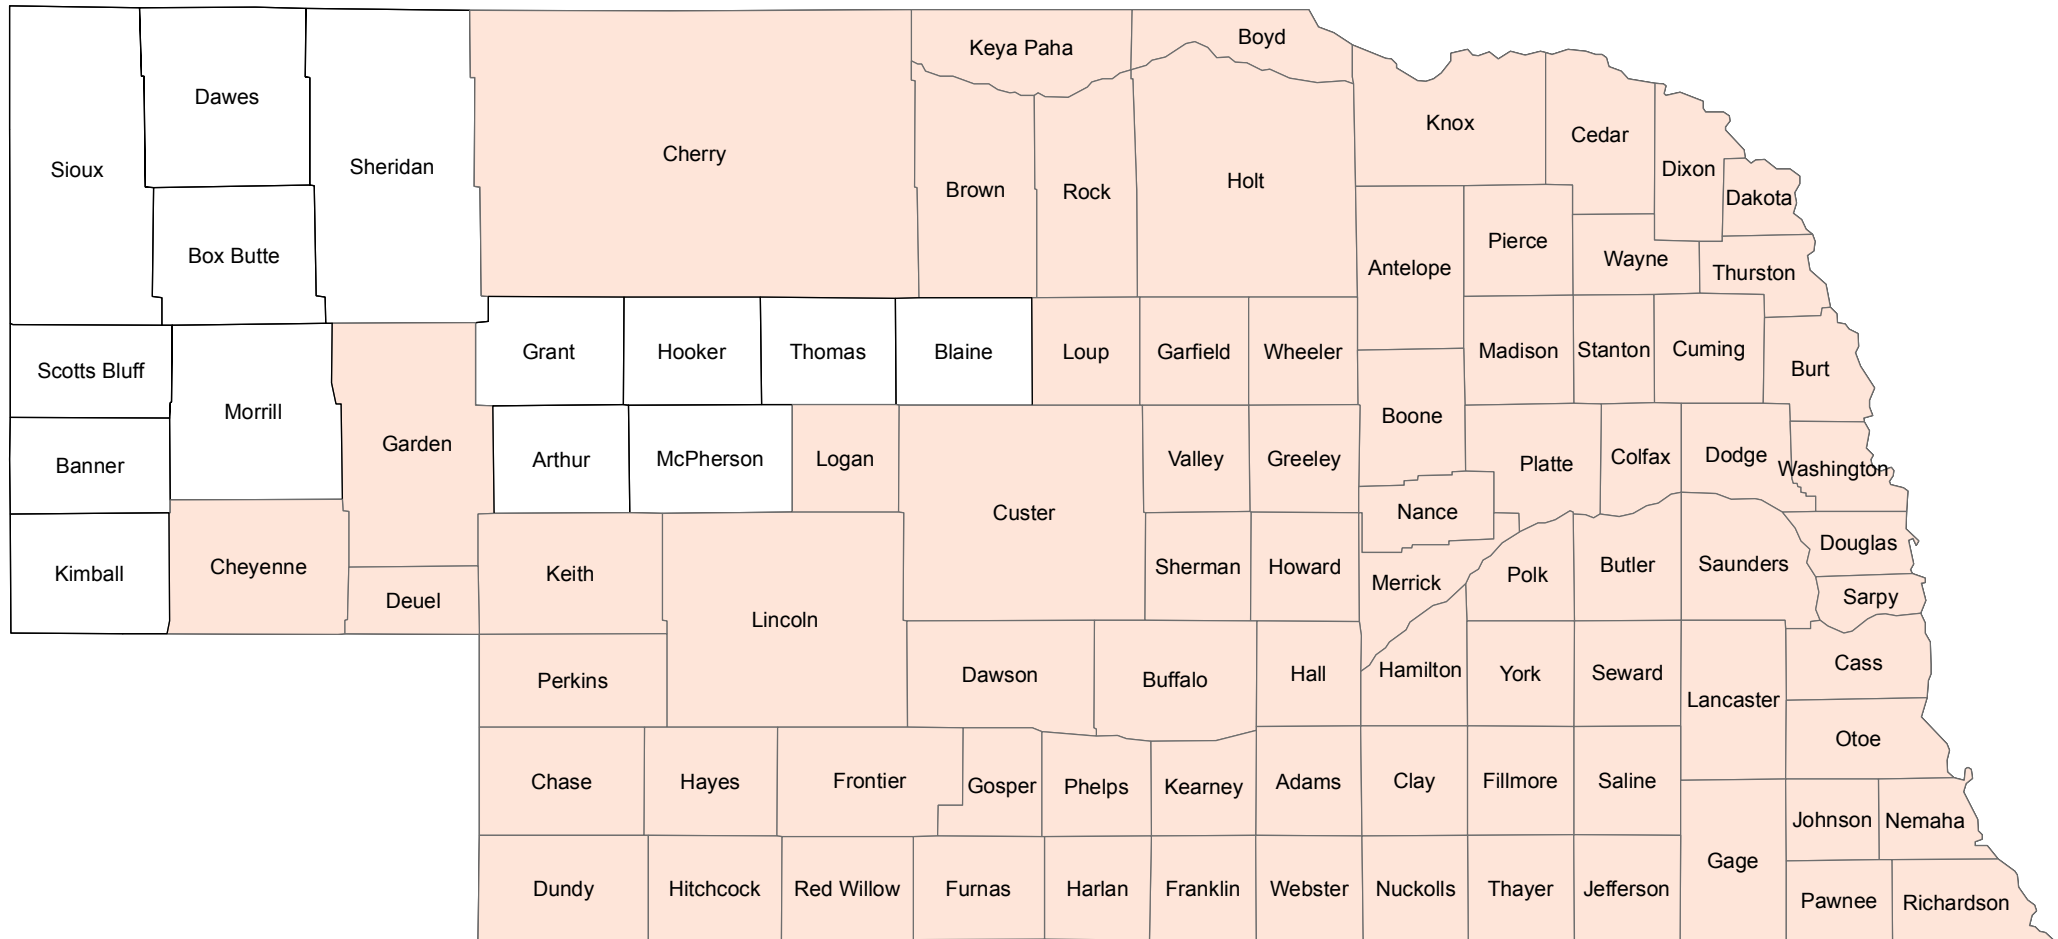 Keya Paha
Boyd
Dawes
Knox
Cedar
Sioux
Sheridan
Cherry
Brown
Rock
Holt
Dixon
Dakota
Box Butte
Antelope
Pierce
Wayne
Thurston
Scotts Bluff
Morrill
Grant
Hooker
Thomas
Blaine
Loup
Garfield
Wheeler
Madison
Stanton
Cuming
Burt
Banner
Garden
Arthur
McPherson
Logan
Custer
Valley
Greeley
Boone
Platte
Colfax
Dodge
Washington
Kimball
Cheyenne
Deuel
Keith
Lincoln
Sherman
Howard
Nance
Merrick
Polk
Butler
Saunders
Douglas
Sarpy
Perkins
Dawson
Buffalo
Hall
Hamilton
York
Seward
Lancaster
Cass
Otoe
Chase
Hayes
Frontier
Gosper
Phelps
Kearney
Adams
Clay
Fillmore
Saline
Johnson
Nemaha
Dundy
Hitchcock
Red Willow
Furnas
Harlan
Franklin
Webster
Nuckolls
Thayer
Jefferson
Gage
Pawnee
Richardson